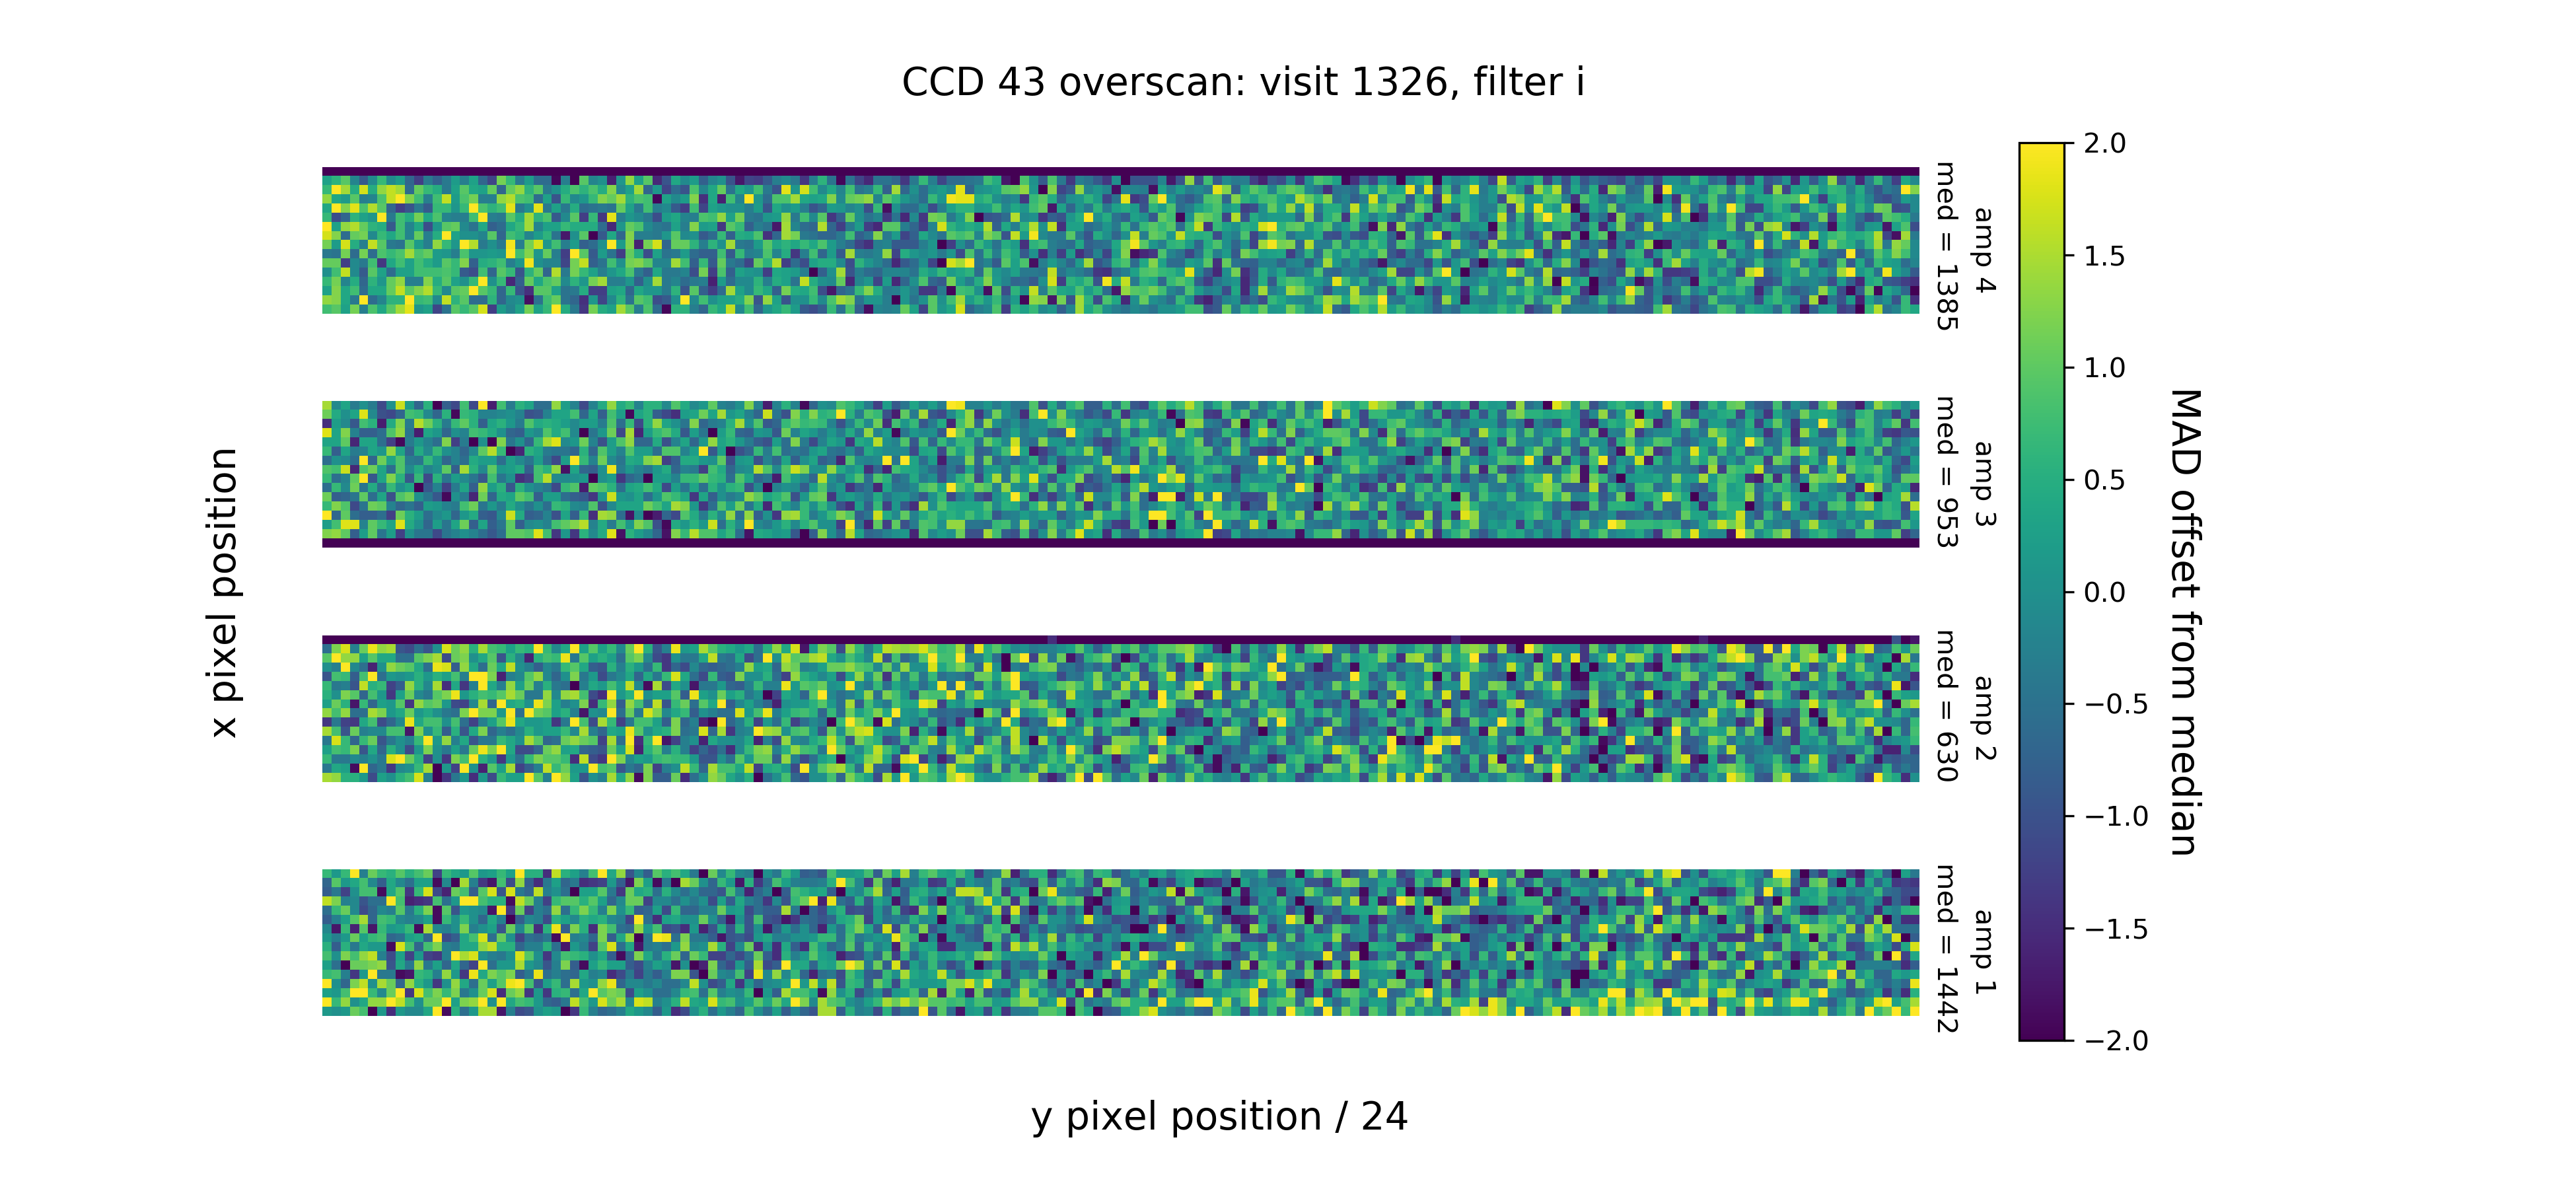 CCD 43 overscan: visit 1326, filter i
amp 4
med = 1385
amp 3
med = 953
amp 2
med = 630
amp 1
med = 1442
x pixel position
y pixel position / 24
2.0
1.5
1.0
0.5
0.0
−0.5
−1.0
−1.5
−2.0
MAD offset from median